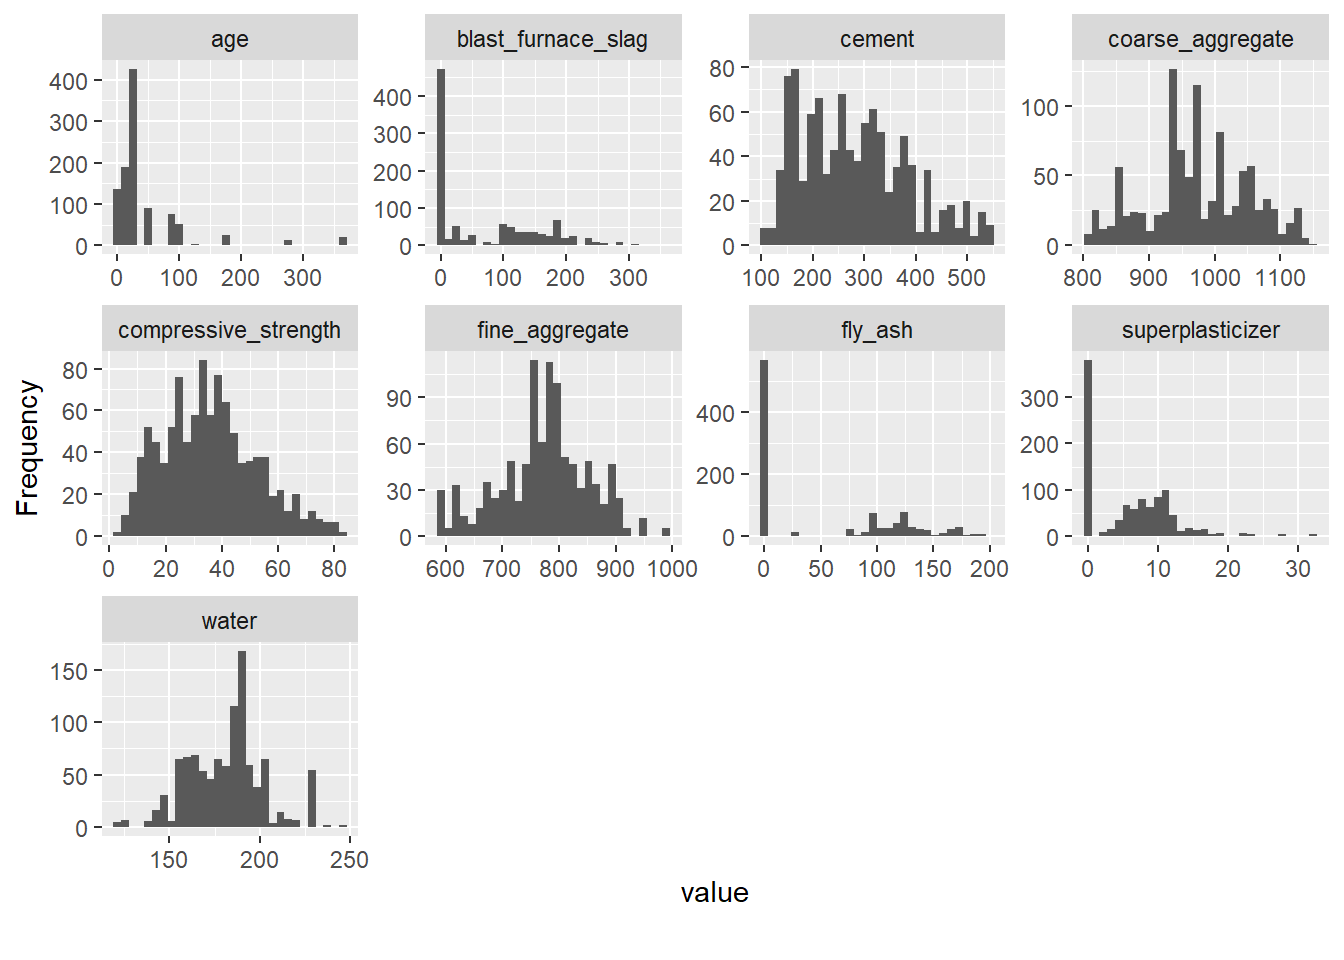 age
blast_furnace_slag
cement
coarse_aggregate
400
300
200
100
0
0 100 200 300
400
300
200
100
0
0 100 200 300
80
60
40
20
0
100 200 300 400 500
100
50
0
800 900 1000 1100
compressive_strength
fine_aggregate
fly_ash
superplasticizer
80
60
40
20
0
0 20 40 60 80
90
60
30
0
600 700 800 900 1000
400
200
0
0 50 100 150 200
300
200
100
0
0 10 20 30
water
150
100
50
0
150 200 250
Frequency
value